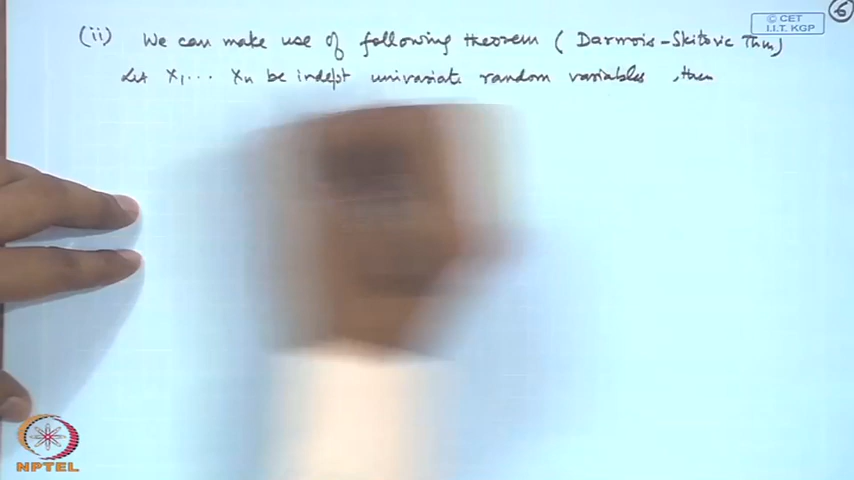 © CET
I.I.T. KGP
6
(ii) We can make use of following theorem ( Darmois-Skitovic Thm)
Let X1... Xn be indept univariate random variables , then
NPTEL